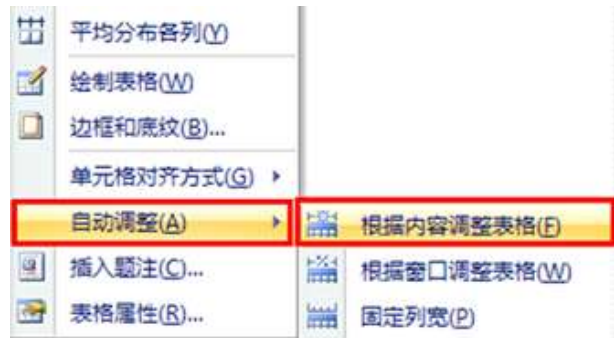 平均分布各列(Y)
绘制表格(W)
边框和底纹(B)...
单元格对齐方式(G)
自动调整(A)
根据内容调整表格(F)
插入题注(C)...
根据窗口调整表格(W)
表格属性(R)...
固定列宽(P)